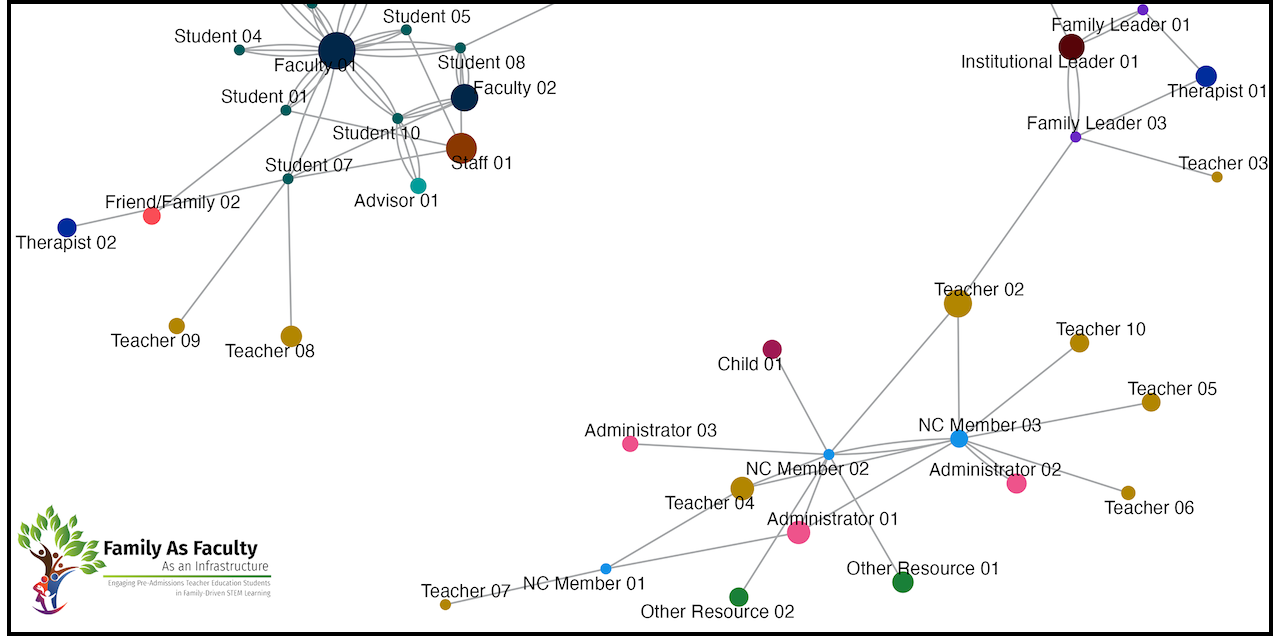 Student 05
Family Leader 01
Student 04
Faculty 01
Student 08
Institutional Leader 01
Faculty 02
Therapist 01
Student 01
Student 10
Family Leader 03
Student 07
Staff 01
Teacher 03
Friend/Family 02
Advisor 01
Therapist 02
Teacher 02
Teacher 09
Teacher 08
Teacher 10
Child 01
Teacher 05
Administrator 03
NC Member 03
NC Member 02
Administrator 02
Teacher 04
Administrator 01
Teacher 06
Other Resource 01
Teacher 07
NC Member 01
Other Resource 02
Family As Faculty
As an Infrastructure
Engaging Pre-Admissions Teacher Education Students
in Family-Driven STEM Learning